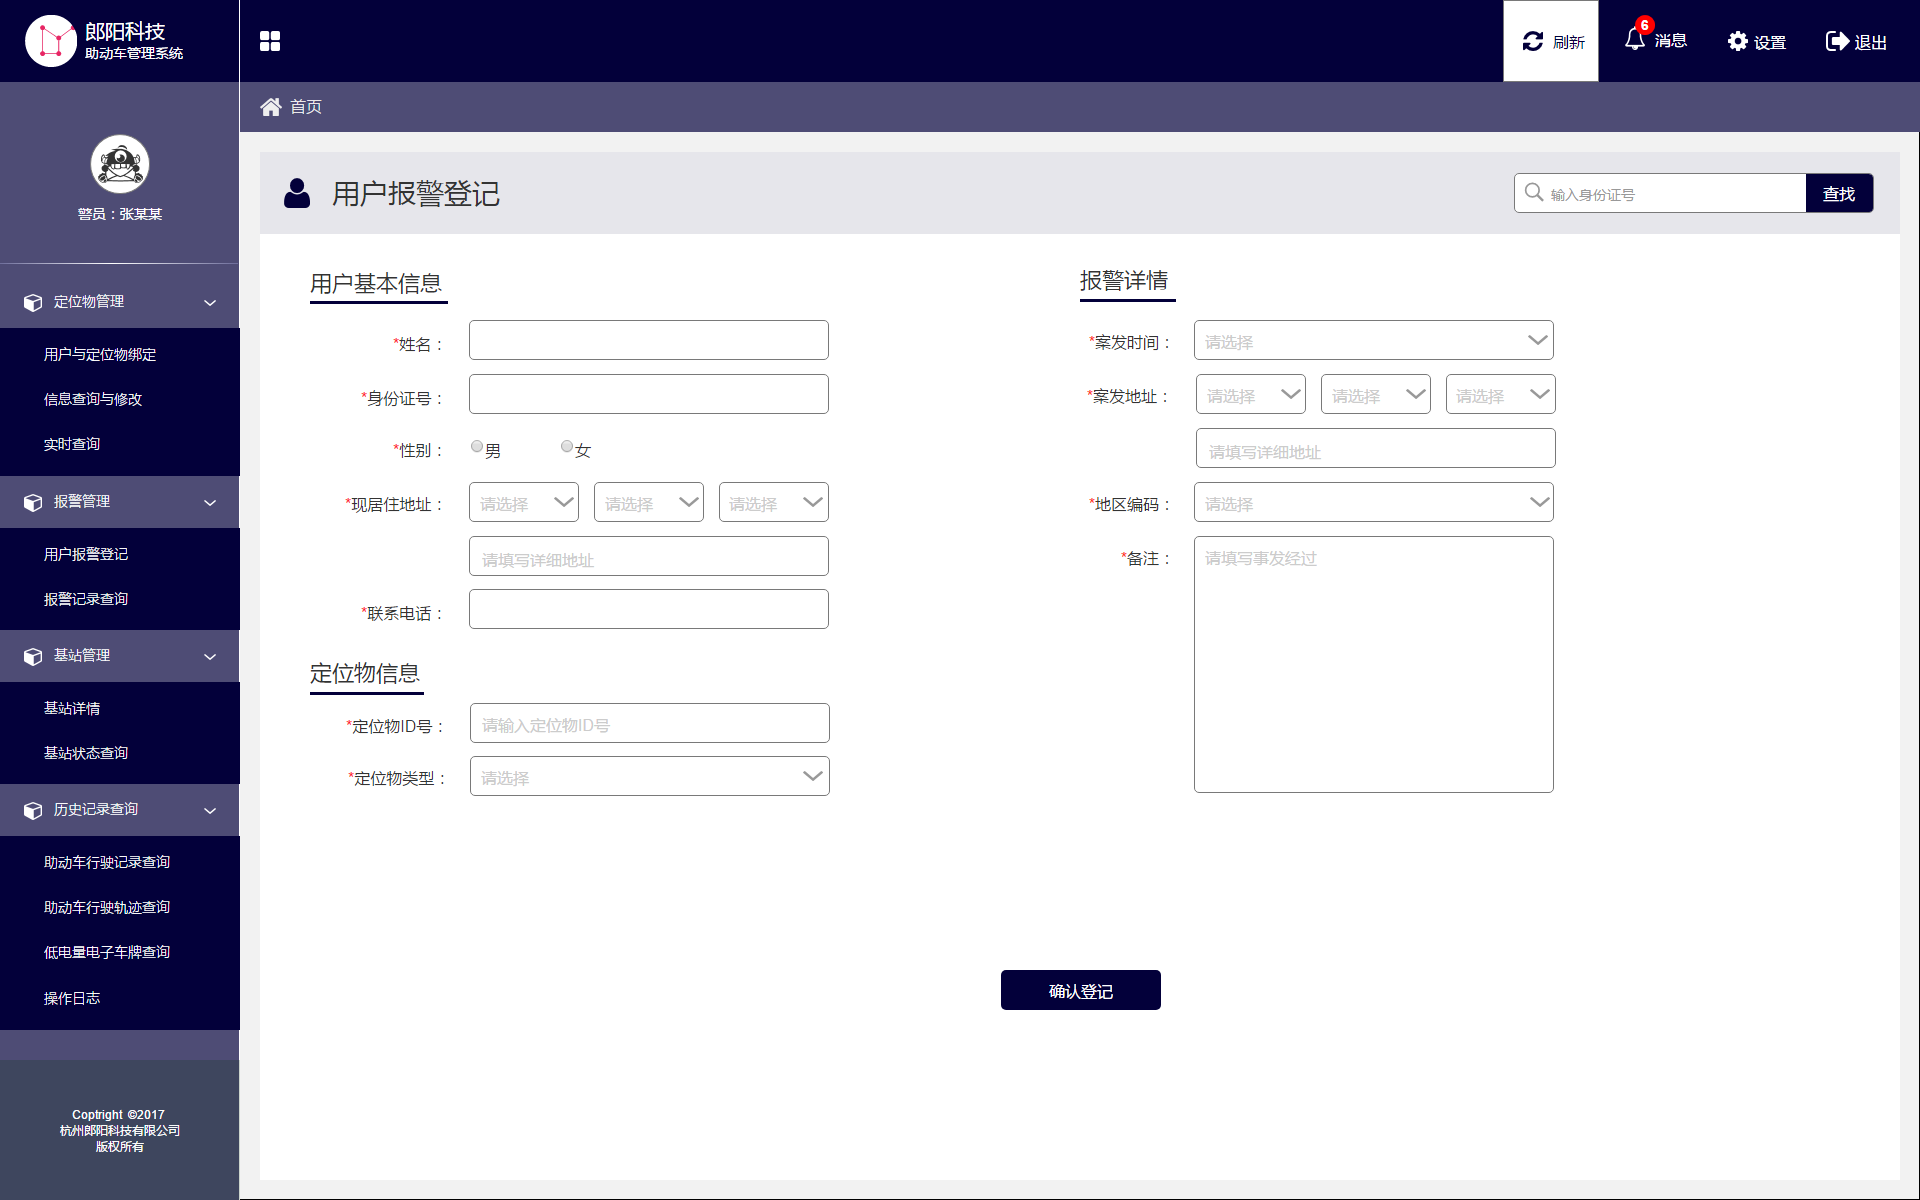 郎阳科技
助动车管理系统
刷新
6
消息
设置
退出
首页
警员：张某某
定位物管理
用户与定位物绑定
信息查询与修改
实时查询
报警管理
用户报警登记
报警记录查询
基站管理
基站详情
基站状态查询
历史记录查询
助动车行驶记录查询
助动车行驶轨迹查询
低电量电子车牌查询
操作日志
Coptright ©2017
杭州郎阳科技有限公司
版权所有
用户报警登记
输入身份证号
查找
用户基本信息
*姓名：
*身份证号：
*性别： 男 女
*现居住地址： 请选择 请选择 请选择
请填写详细地址
*联系电话：
定位物信息
*定位物ID号： 请输入定位物ID号
*定位物类型： 请选择
报警详情
*案发时间： 请选择
*案发地址： 请选择 请选择 请选择
请填写详细地址
*地区编码： 请选择
*备注： 请填写事发经过
确认登记